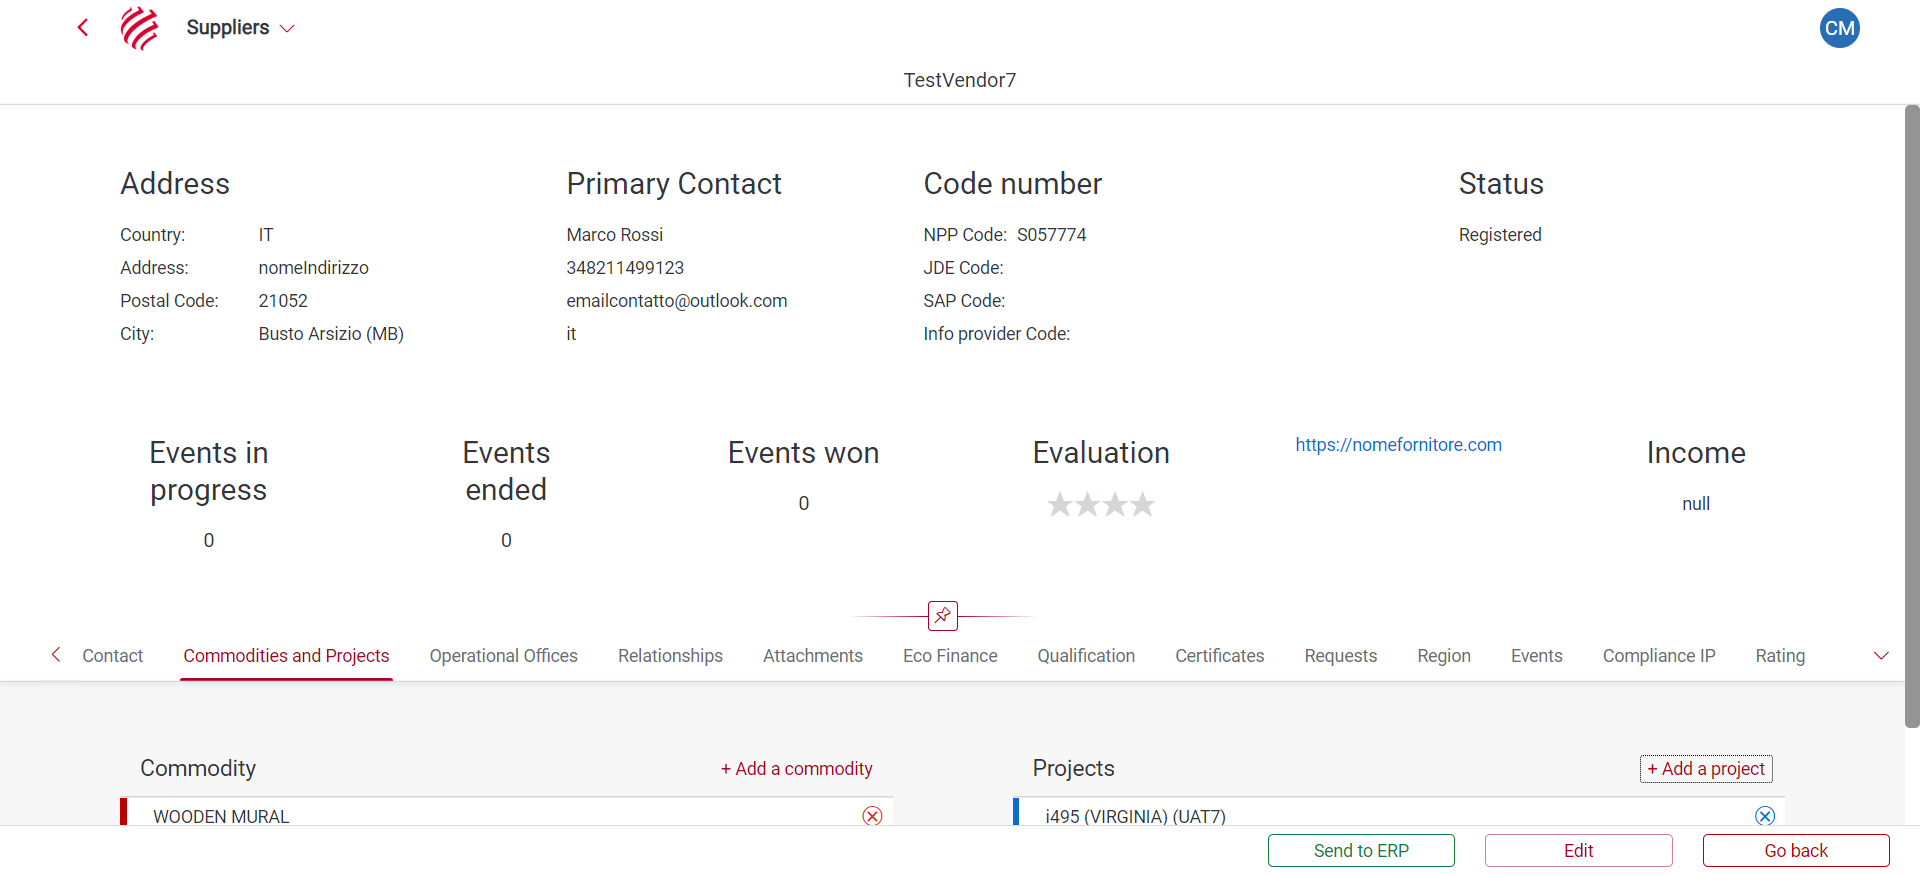 Suppliers
CM
TestVendor7
Address
Country: IT
Address: nomeIndirizzo
Postal Code: 21052
City: Busto Arsizio (MB)
Primary Contact
Marco Rossi
348211499123
emailcontatto@outlook.com
it
Code number
NPP Code: S057774
JDE Code:
SAP Code:
Info provider Code:
Status
Registered
Events in
progress
0
Events
ended
0
Events won
0
Evaluation
https://nomefornitore.com
Income
null
Contact Commodities and Projects Operational Offices Relationships Attachments Eco Finance Qualification Certificates Requests Region Events Compliance IP Rating
Commodity + Add a commodity
WOODEN MURAL
Projects + Add a project
i495 (VIRGINIA) (UAT7)
Send to ERP Edit Go back